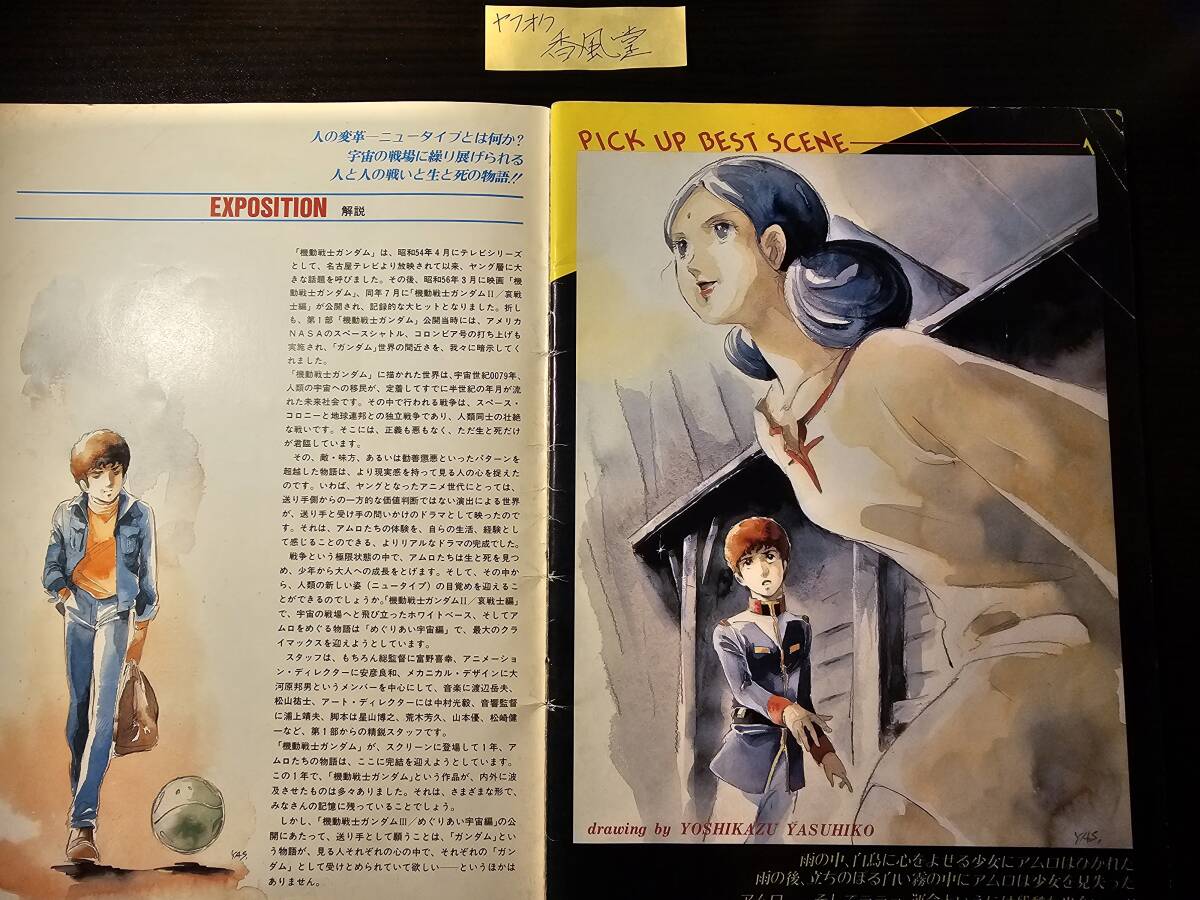 ヤフオク
香風堂
人の変革—ニュータイプとは何か?
宇宙の戦場に繰り展げられる
人と人の戦いと生と死の物語!!
EXPOSITION 解説
「機動戦士ガンダム」は、昭和54年4月にテレビシリーズ
として、名古屋テレビより放映されて以来、ヤング層に大
きな話題を呼びました。その後、昭和56年3月に映画「機
動戦士ガンダム」、同年7月に「機動戦士ガンダムII/哀戦
士編」が公開され、記録的な大ヒットとなりました。折し
も、第1部「機動戦士ガンダム」公開当時には、アメリカ
NASAのスペースシャトル、コロンビア号の打ち上げも
実施され、「ガンダム」世界の間近さを、我々に暗示してく
れました。
「機動戦士ガンダム」に描かれた世界は、宇宙世紀0079年、
人類の宇宙への移民が、定着してすでに半世紀の年月が流
れた未来社会です。その中で行われる戦争は、スペース・
コロニーと地球連邦との独立戦争であり、人類同士の壮絶
な戦いです。そこには、正義も悪もなく、ただ生と死だけ
が君臨しています。
その、敵・味方、あるいは勧善懲悪といったパターンを
超越した物語は、より現実感を持って見る人の心を捉えた
のです。いわば、ヤングとなったアニメ世代にとっては、
送り手側からの一方的な価値判断ではない演出による世界
が、送り手と受け手の問いかけのドラマとして映ったので
す。それは、アムロたちの体験を、自らの生活、経験とし
て感じることのできる、よりリアルなドラマの完成でした。
戦争という極限状態の中で、アムロたちは生と死を見つ
め、少年から大人への成長をとげます。そして、その中か
ら、人類の新しい姿(ニュータイプ)の目覚めを迎えるこ
とができるのでしょうか。「機動戦士ガンダムII/哀戦士編」
で、宇宙の戦場へと飛び立ったホワイトベース、そしてア
ムロをめぐる物語は「めぐりあい宇宙編」で、最大のクラ
イマックスを迎えようとしています。
スタッフは、もちろん総監督に富野喜幸、アニメーショ
ン・ディレクターに安彦良和、メカニカル・デザインに大
河原邦男というメンバーを中心にして、音楽に渡辺岳夫、
松山祐士、アート・ディレクターには中村光毅、音響監督
に浦上靖夫、脚本は星山博之、荒木芳久、山本優、松崎健
一など、第1部からの精鋭スタッフです。
「機動戦士ガンダム」が、スクリーンに登場して1年、ア
ムロたちの物語は、ここに完結を迎えようとしています。
この1年で、「機動戦士ガンダム」という作品が、内外に波
及させたものは多々ありました。それは、さまざまな形で、
みなさんの記憶に残っていることでしょう。
しかし、「機動戦士ガンダムIII/めぐりあい宇宙編」の公
開にあたって、送り手として願うことは、「ガンダム」とい
う物語が、見る人それぞれの心の中で、それぞれの「ガン
ダム」として受けとめられていて欲しい——というほかは
ありません。
YAS.
PICK UP BEST SCENE
drawing by YOSHIKAZU YASUHIKO
YAS.
雨の中、白鳥に心をよせる少女にアムロはひかれた
雨の後、立ちのぼる白い霧の中にアムロは少女を見失った